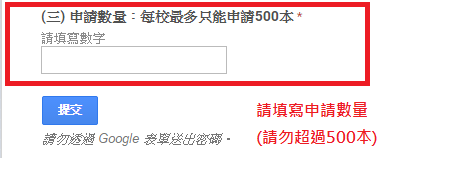 (三) 申請數量：每校最多只能申請500本 *
請填寫數字
提交
請填寫申請數量
請勿透過 Google 表單送出密碼。
(請勿超過500本)